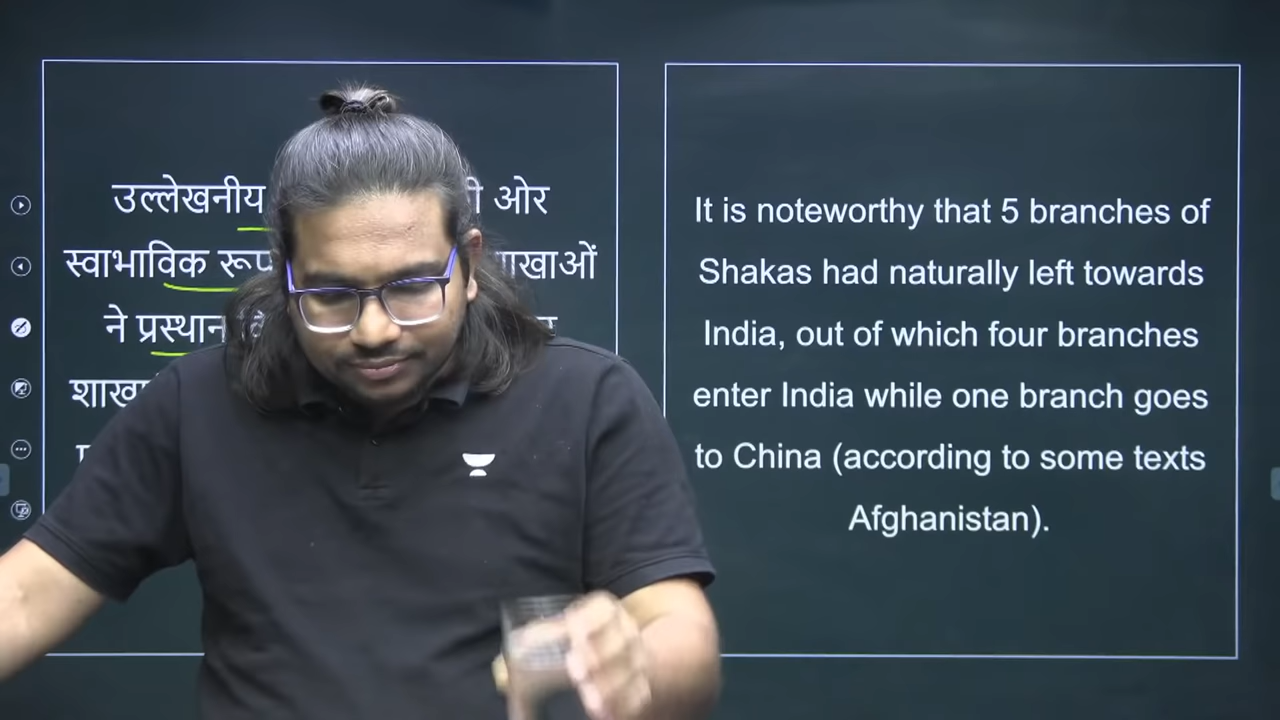 उल्लेखनीय ओर
स्वाभाविक
ने प्रस्थान
It is noteworthy that 5 branches of
Shakas had naturally left towards
India, out of which four branches
enter India while one branch goes
to China (according to some texts
Afghanistan).